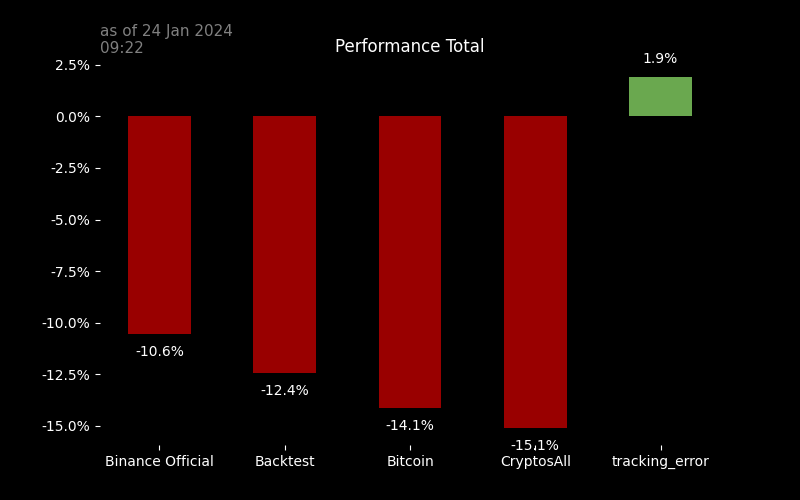 as of 24 Jan 2024
09:22
Performance Total
2.5%
0.0%
-2.5%
-5.0%
-7.5%
-10.0%
-12.5%
-15.0%
1.9%
-10.6%
-12.4%
-14.1%
-15.1%
Binance Official
Backtest
Bitcoin
CryptosAll
tracking_error